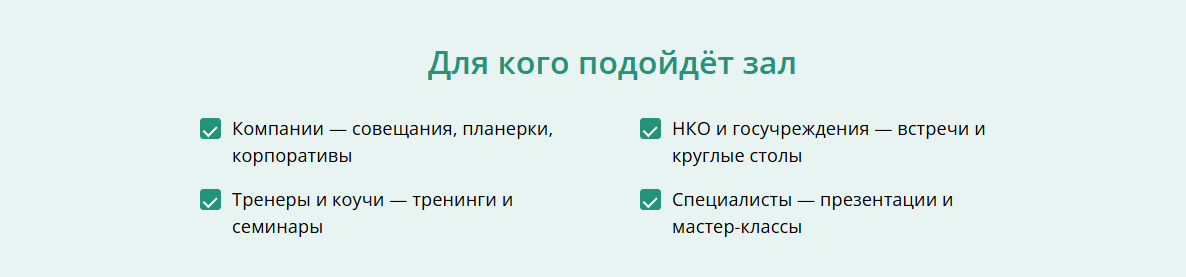 Для кого подойдёт зал
Компании — совещания, планерки,
корпоративы
Тренеры и коучи — тренинги и
семинары
НКО и госучреждения — встречи и
круглые столы
Специалисты — презентации и
мастер-классы